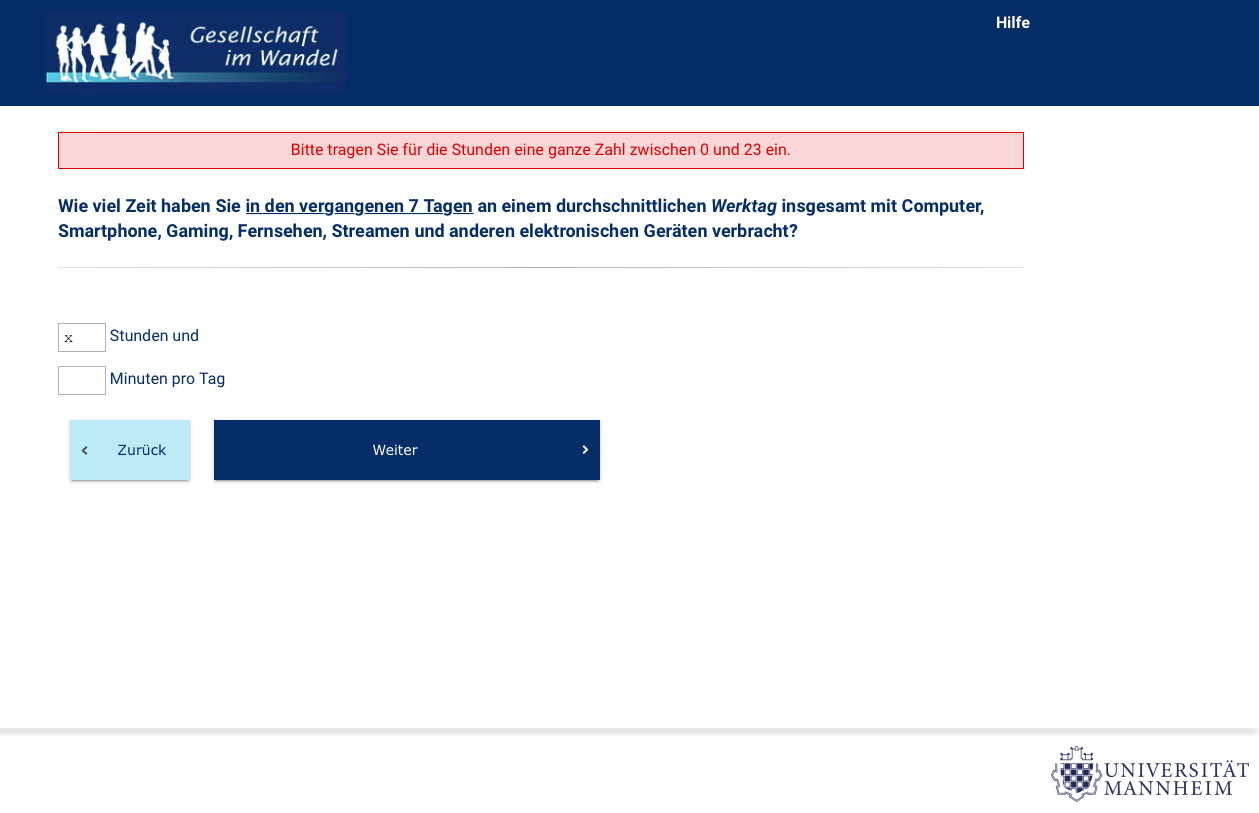 Gesellschaft
im Wandel
Hilfe
Bitte tragen Sie für die Stunden eine ganze Zahl zwischen 0 und 23 ein.
Wie viel Zeit haben Sie in den vergangenen 7 Tagen an einem durchschnittlichen Werktag insgesamt mit Computer,
Smartphone, Gaming, Fernsehen, Streamen und anderen elektronischen Geräten verbracht?
x Stunden und
Minuten pro Tag
Zurück
Weiter
UNIVERSITÄT
MANNHEIM